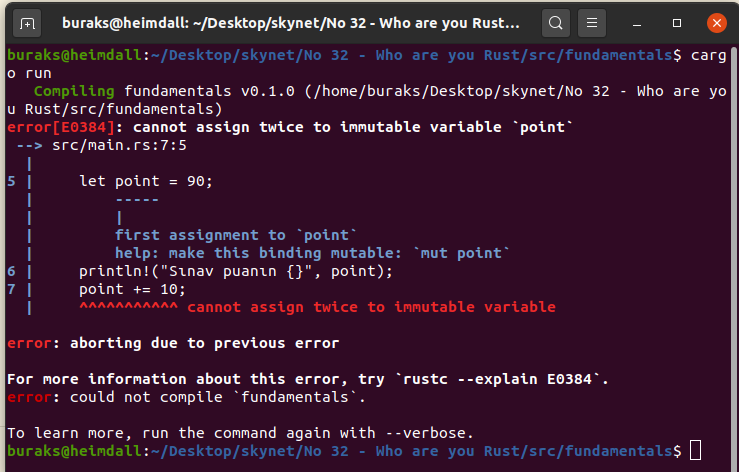 buraks@heimdall: ~/Desktop/skynet/No 32 - Who are you Rust...
buraks@heimdall:~/Desktop/skynet/No 32 - Who are you Rust/src/fundamentals$ carg
o run
   Compiling fundamentals v0.1.0 (/home/buraks/Desktop/skynet/No 32 - Who are yo
u Rust/src/fundamentals)
error[E0384]: cannot assign twice to immutable variable `point`
 --> src/main.rs:7:5
  |
5 |     let point = 90;
  |         -----
  |         |
  |         first assignment to `point`
  |         help: make this binding mutable: `mut point`
6 |     println!("Sınav puanın {}", point);
7 |     point += 10;
  |     ^^^^^^^^^^^ cannot assign twice to immutable variable

error: aborting due to previous error

For more information about this error, try `rustc --explain E0384`.
error: could not compile `fundamentals`.

To learn more, run the command again with --verbose.
buraks@heimdall:~/Desktop/skynet/No 32 - Who are you Rust/src/fundamentals$